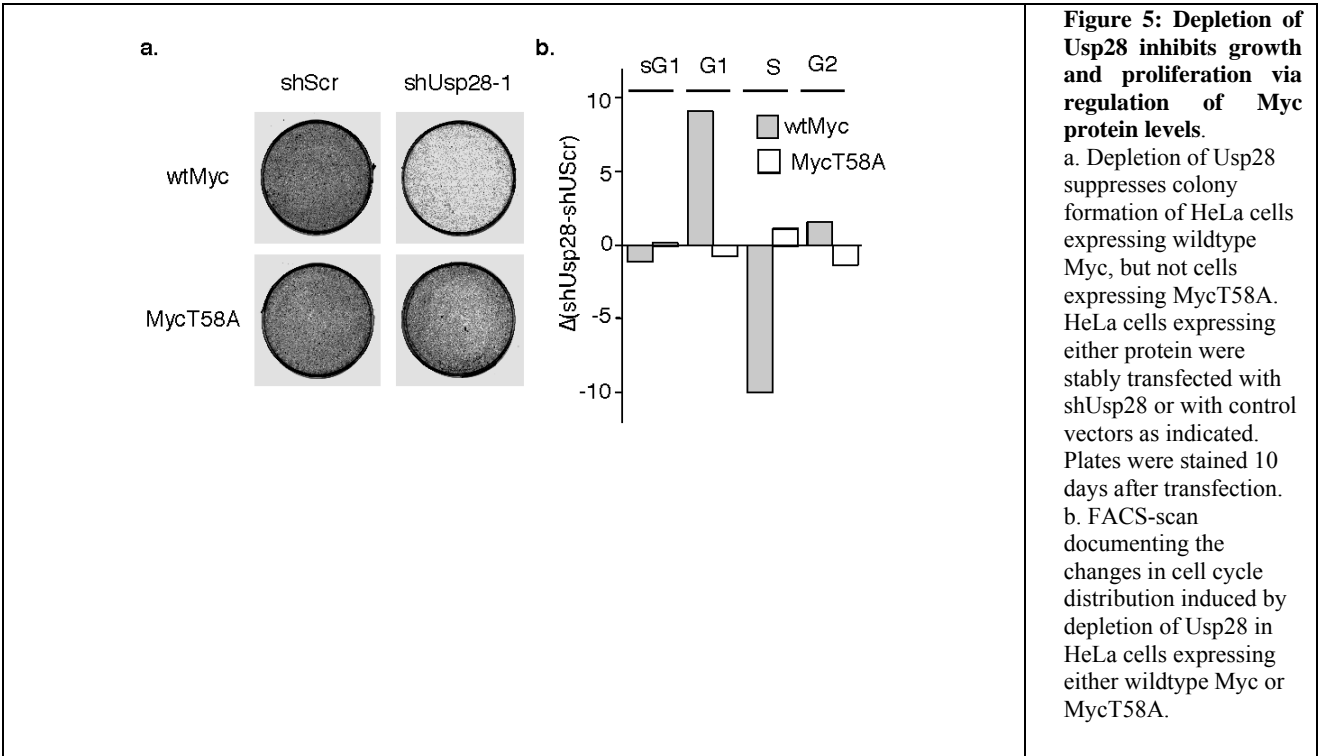 a.
shScr
shUsp28-1
wtMyc
MycT58A
b.
sG1 G1 S G2
10
5
0
-5
-10
Δ(shUsp28-shUScr)
wtMyc
MycT58A
Figure 5: Depletion of
Usp28 inhibits growth
and proliferation via
regulation of Myc
protein levels.
a. Depletion of Usp28
suppresses colony
formation of HeLa cells
expressing wildtype
Myc, but not cells
expressing MycT58A.
HeLa cells expressing
either protein were
stably transfected with
shUsp28 or with control
vectors as indicated.
Plates were stained 10
days after transfection.
b. FACS-scan
documenting the
changes in cell cycle
distribution induced by
depletion of Usp28 in
HeLa cells expressing
either wildtype Myc or
MycT58A.